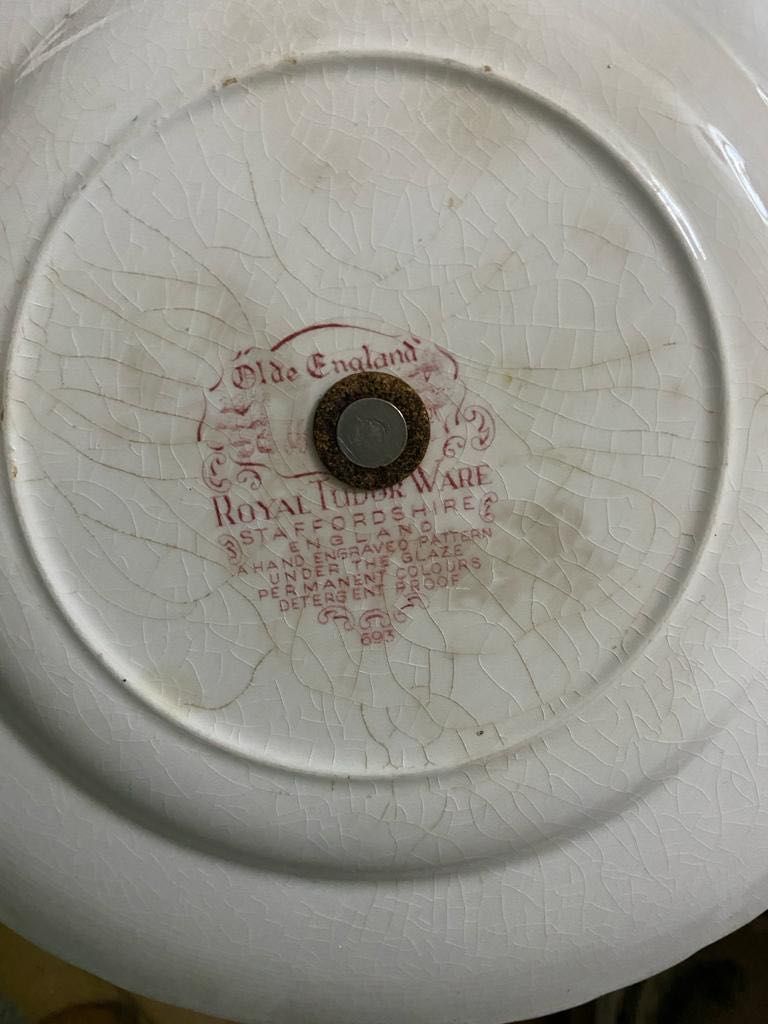 Olde England
ROYAL TUDOR WARE
STAFFORDSHIRE
ENGLAND
A HAND ENGRAVED PATTERN
UNDER THE GLAZE
PERMANENT COLOURS
DETERGENT PROOF
693